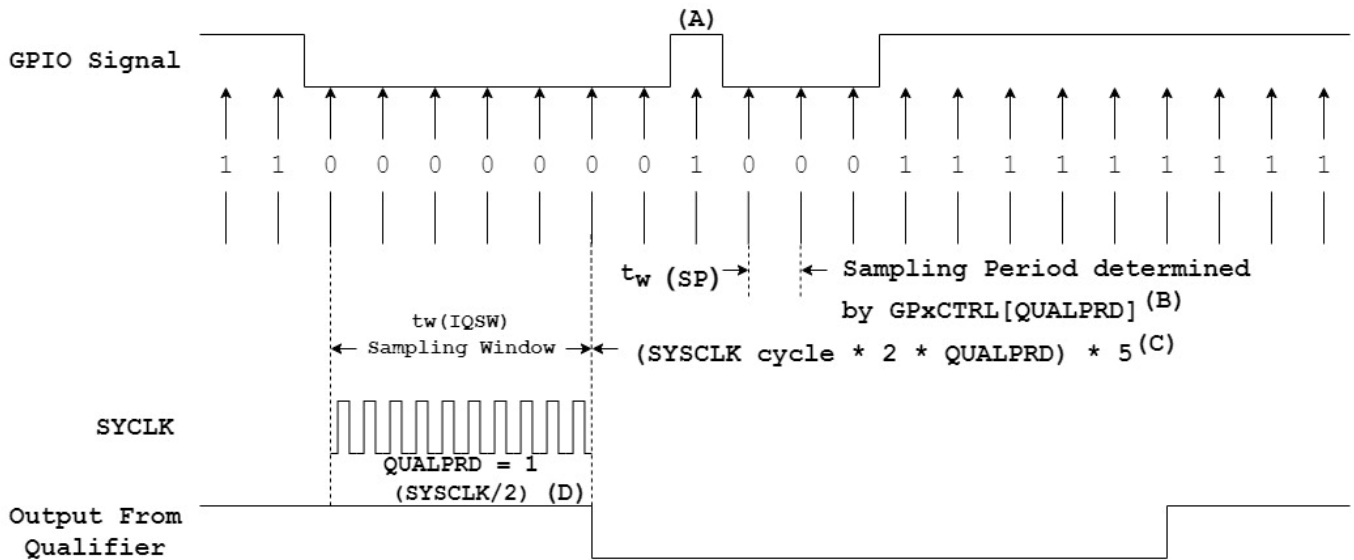 (A)
GPIO Signal
1 1 0 0 0 0 0 0 0 1 0 0 0 1 1 1 1 1 1 1 1 1
tw (SP)
Sampling Period determined
by GPxCTRL[QUALPRD](B)
tw(IQSW)
Sampling Window
(SYSCLK cycle * 2 * QUALPRD) * 5(C)
SYCLK
QUALPRD = 1
(SYSCLK/2) (D)
Output From
Qualifier